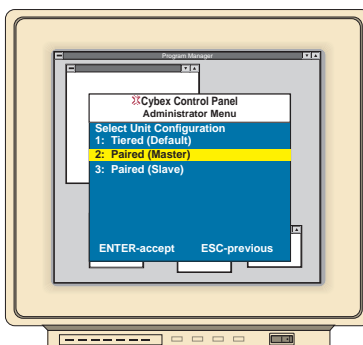 Program Manager
Cybex Control Panel
Administrator Menu
Select Unit Configuration
1: Tiered (Default)
2: Paired (Master)
3: Paired (Slave)
ENTER-accept ESC-previous